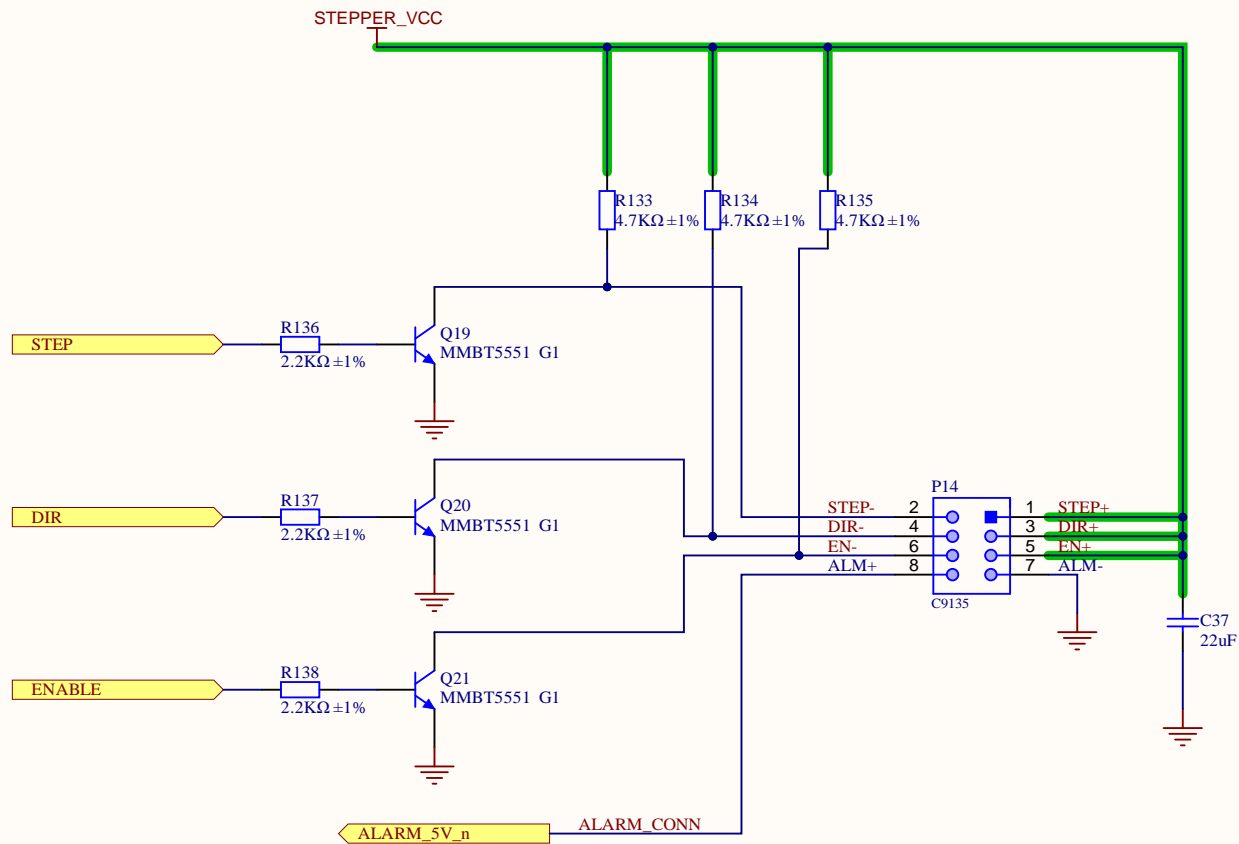 STEPPER_VCC
R133
4.7KΩ±1%
R134
4.7KΩ±1%
R135
4.7KΩ±1%
STEP
R136
2.2KΩ±1%
Q19
MMBT5551 G1
DIR
R137
2.2KΩ±1%
Q20
MMBT5551 G1
P14
STEP- 2 1 STEP+
DIR- 4 3 DIR+
EN- 6 5 EN+
ALM+ 8 7 ALM-
C9135
C37
22uF
ENABLE
R138
2.2KΩ±1%
Q21
MMBT5551 G1
ALARM_5V_n
ALARM_CONN